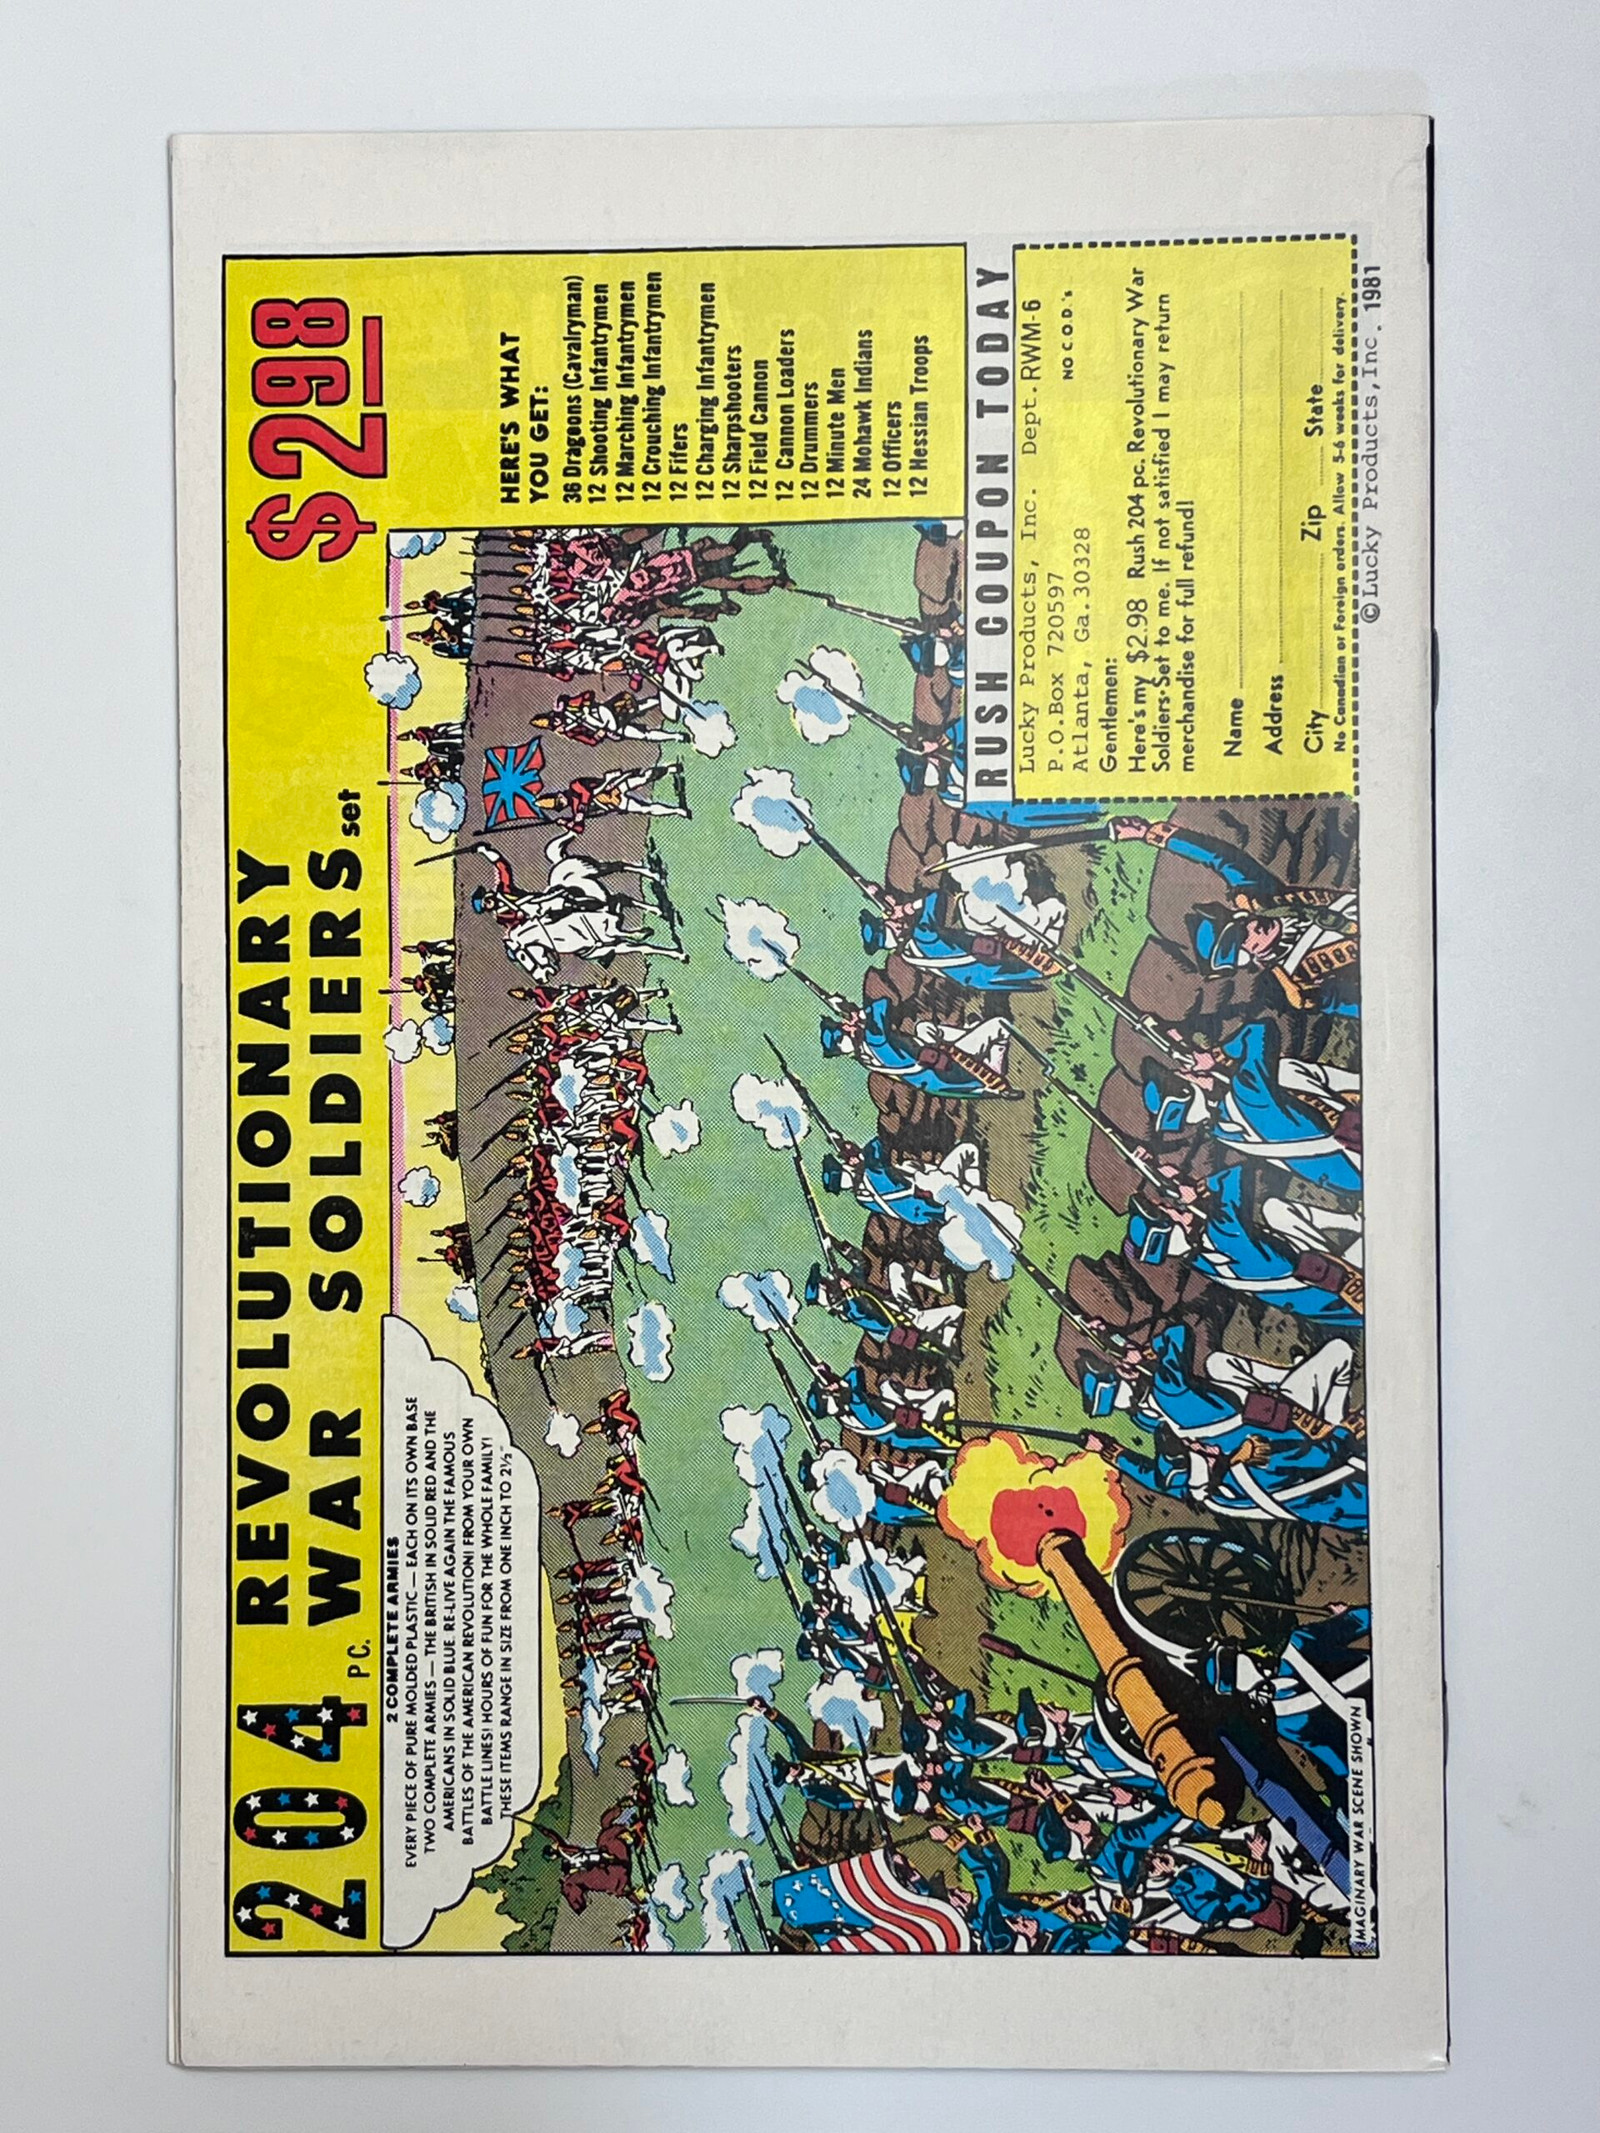 204 PC. REVOLUTIONARY
WAR SOLDIERS set
$2 98
2 COMPLETE ARMIES
EVERY PIECE OF PURE MOLDED PLASTIC — EACH ON ITS OWN BASE
TWO COMPLETE ARMIES — THE BRITISH IN SOLID RED AND THE
AMERICANS IN SOLID BLUE. RE-LIVE AGAIN THE FAMOUS
BATTLES OF THE AMERICAN REVOLUTION! FROM YOUR OWN
BATTLE LINES! HOURS OF FUN FOR THE WHOLE FAMILY!
THESE ITEMS RANGE IN SIZE FROM ONE INCH TO 2½"
HERE'S WHAT
YOU GET:
36 Dragoons (Cavalryman)
12 Shooting Infantrymen
12 Marching Infantrymen
12 Crouching Infantrymen
12 Fifers
12 Charging Infantrymen
12 Sharpshooters
12 Field Cannon
12 Cannon Loaders
12 Drummers
12 Minute Men
24 Mohawk Indians
12 Officers
12 Hessian Troops
RUSH COUPON TODAY
Lucky Products, Inc. Dept.RWM-6
P.O.Box 720597 NO C.O.D.'s
Atlanta, Ga.30328
Gentlemen:
Here's my $2.98 Rush 204 pc. Revolutionary War
Soldiers Set to me. If not satisfied I may return
merchandise for full refund!
Name
Address
City Zip State
No Canadian or Foreign orders. Allow 5-6 weeks for delivery.
IMAGINARY WAR SCENE SHOWN
©Lucky Products,Inc. 1981